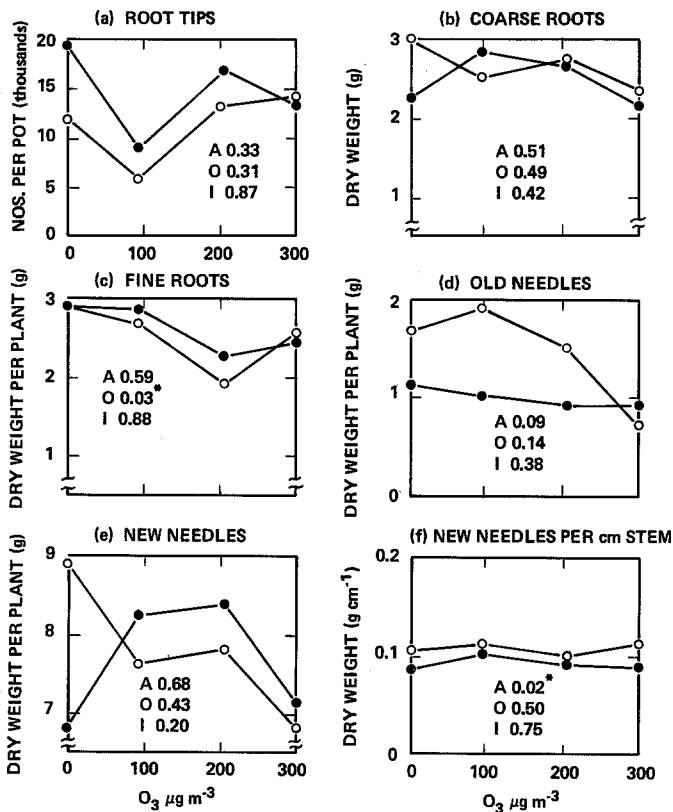 (a) ROOT TIPS
NOS. PER POT (thousands)
20
15
10
5
0
A 0.33
O 0.31
I 0.87
0 100 200 300
(b) COARSE ROOTS
DRY WEIGHT (g)
3
2
1
A 0.51
O 0.49
I 0.42
(c) FINE ROOTS
DRY WEIGHT PER PLANT (g)
3
2
1
A 0.59
O 0.03*
I 0.88
(d) OLD NEEDLES
DRY WEIGHT PER PLANT (g)
2
1
0
A 0.09
O 0.14
I 0.38
(e) NEW NEEDLES
DRY WEIGHT PER PLANT (g)
9
8
7
A 0.68
O 0.43
I 0.20
0 100 200 300
O₃ µg m⁻³
(f) NEW NEEDLES PER cm STEM
DRY WEIGHT (g cm⁻¹)
0.2
0.1
0
A 0.02*
O 0.50
I 0.75
0 100 200 300
O₃ µg m⁻³